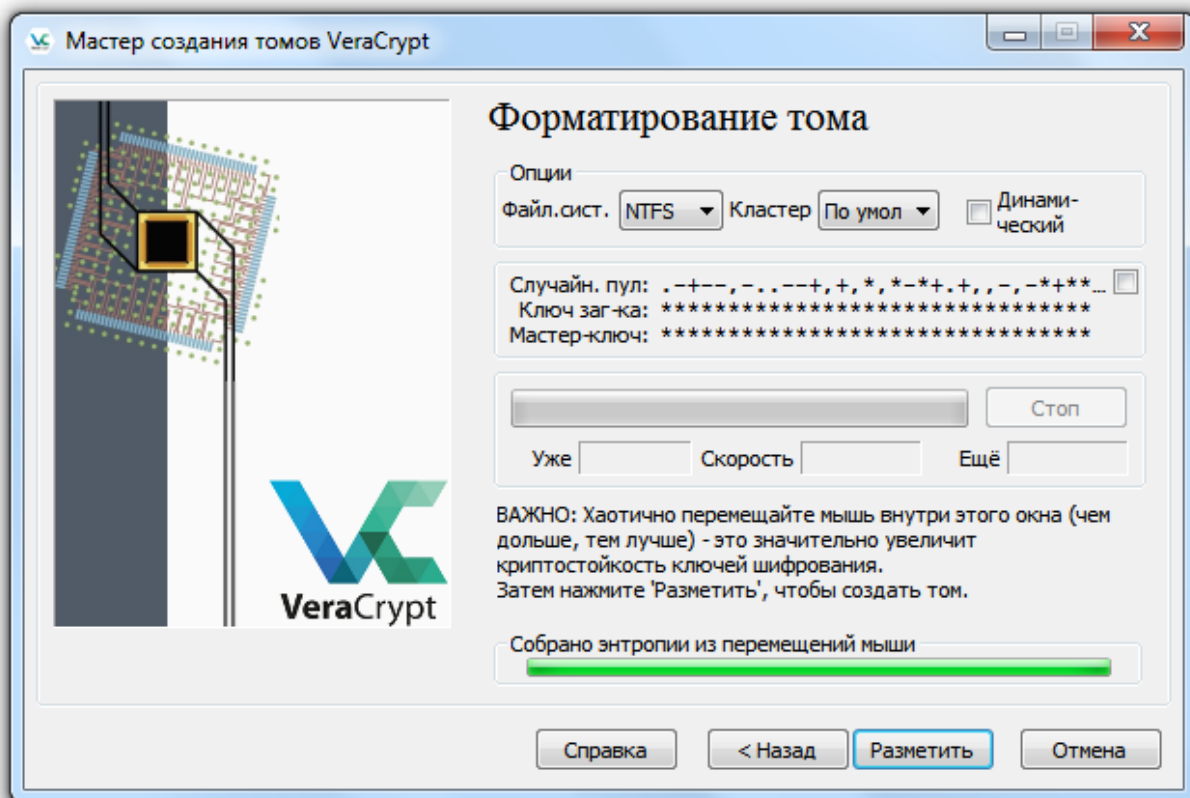 Мастер создания томов VeraCrypt
Форматирование тома
Опции
Файл.сист. NTFS Кластер По умол Динами-
ческий
Случайн. пул: .-+--,-..--+,+,*,*-*+.+,,-,-*+**...
Ключ заг-ка: ********************************
Мастер-ключ: ********************************
Стоп
Уже Скорость Ещё
ВАЖНО: Хаотично перемещайте мышь внутри этого окна (чем
дольше, тем лучше) - это значительно увеличит
криптостойкость ключей шифрования.
Затем нажмите 'Разметить', чтобы создать том.
VeraCrypt
Собрано энтропии из перемещений мыши
Справка < Назад Разметить Отмена